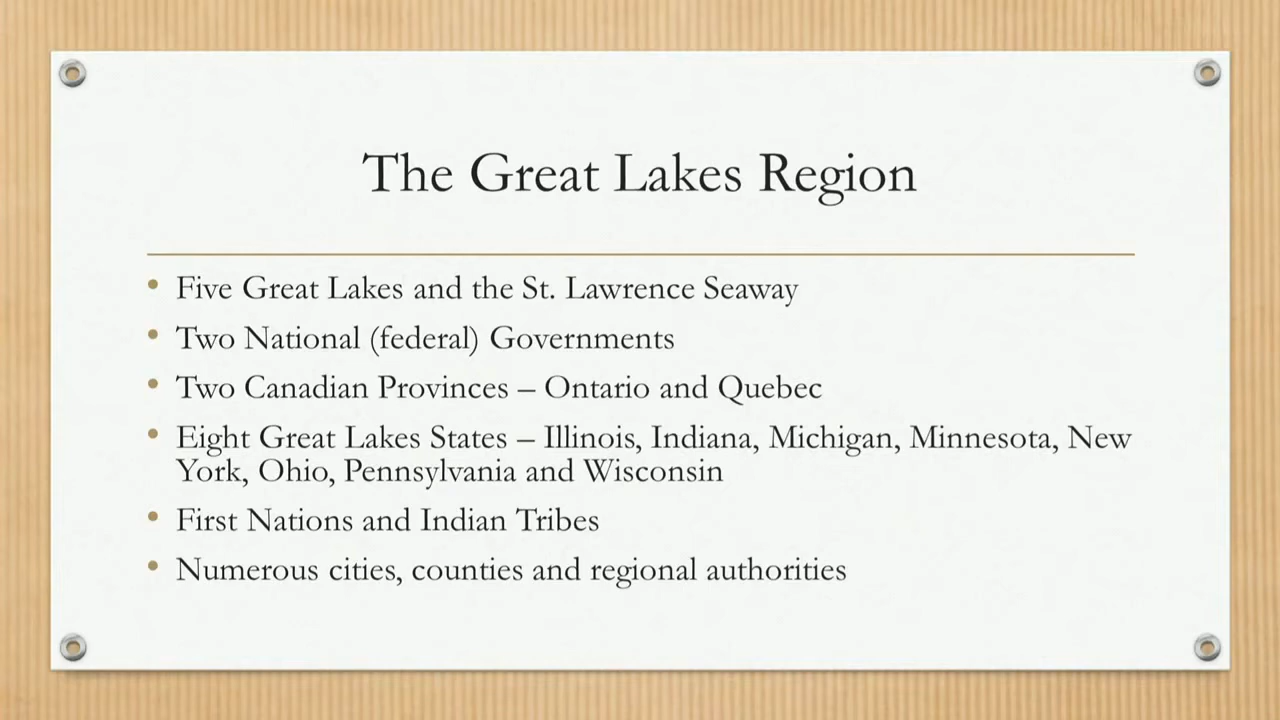 The Great Lakes Region
• Five Great Lakes and the St. Lawrence Seaway
• Two National (federal) Governments
• Two Canadian Provinces – Ontario and Quebec
• Eight Great Lakes States – Illinois, Indiana, Michigan, Minnesota, New
York, Ohio, Pennsylvania and Wisconsin
• First Nations and Indian Tribes
• Numerous cities, counties and regional authorities